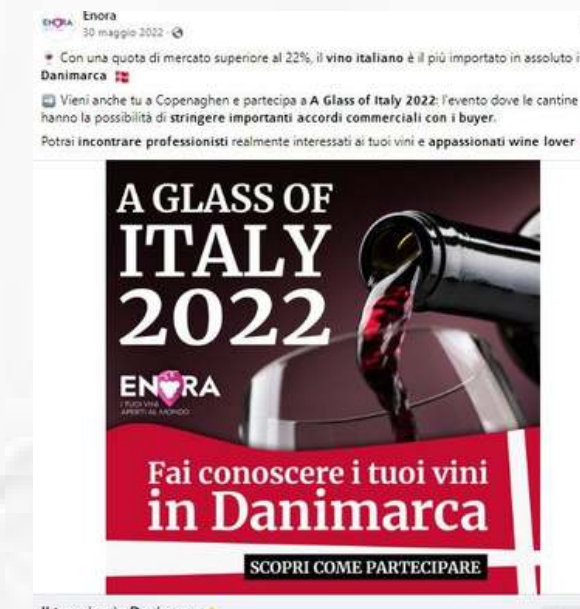 Enora
30 maggio 2022
Con una quota di mercato superiore al 22%, il vino italiano è il più importato in assoluto i
Danimarca
Vieni anche tu a Copenaghen e partecipa a A Glass of Italy 2022: l'evento dove le cantine
hanno la possibilità di stringere importanti accordi commerciali con i buyer.
Potrai incontrare professionisti realmente interessati ai tuoi vini e appassionati wine lover
A GLASS OF
ITALY
2022
ENORA
I TUOI VINI
APERTI AL MONDO
Fai conoscere i tuoi vini
in Danimarca
SCOPRI COME PARTECIPARE